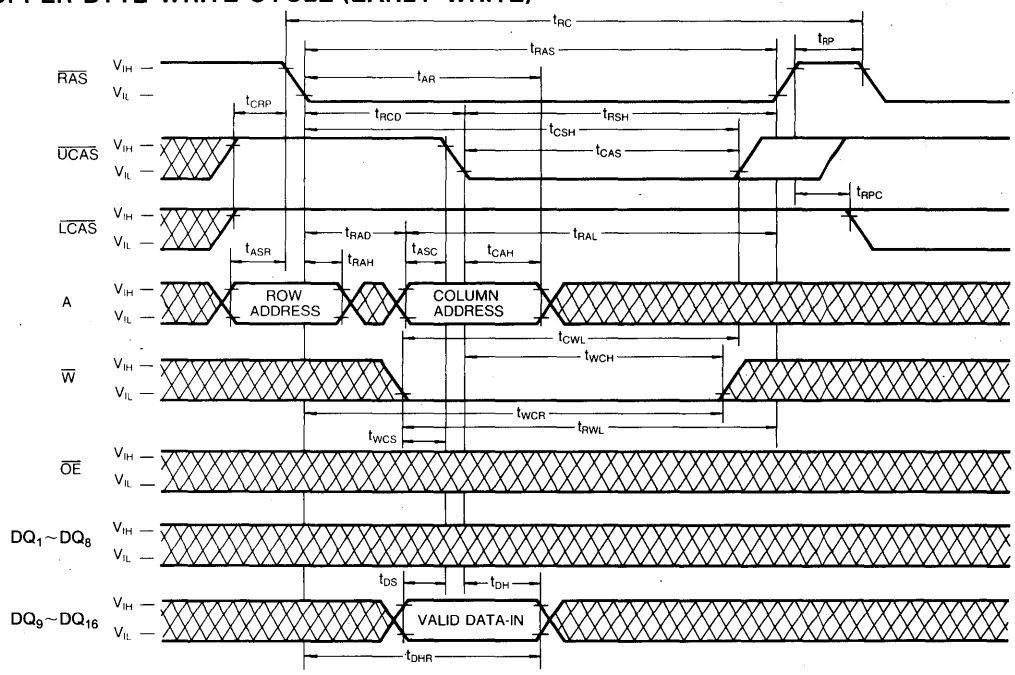 UPPER BYTE WRITE CYCLE (EARLY WRITE)
tRC
tRAS
tRP
tAR
RAS
VIH
VIL
tCRP
tRCD
tRSH
tCSH
UCAS
VIH
VIL
tCAS
tRPC
LCAS
VIH
VIL
tRAD
tRAL
tASR
tRAH
tASC
tCAH
A
VIH
VIL
ROW
ADDRESS
COLUMN
ADDRESS
tCWL
tWCH
W
VIH
VIL
tWCR
tWCS
tRWL
OE
VIH
VIL
DQ1~DQ8
VIH
VIL
tDS
tDH
DQ9~DQ16
VIH
VIL
VALID DATA-IN
tDHR